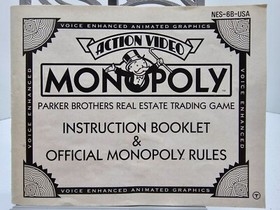 NES-6B-USA
VOICE ENHANCED ANIMATED GRAPHICS
ACTION VIDEO
MONOPOLY
PARKER BROTHERS REAL ESTATE TRADING GAME
VOICE ENHANCED
VOICE ENHANCED
INSTRUCTION BOOKLET
&
OFFICIAL MONOPOLY RULES
VOICE ENHANCED ANIMATED GRAPHICS